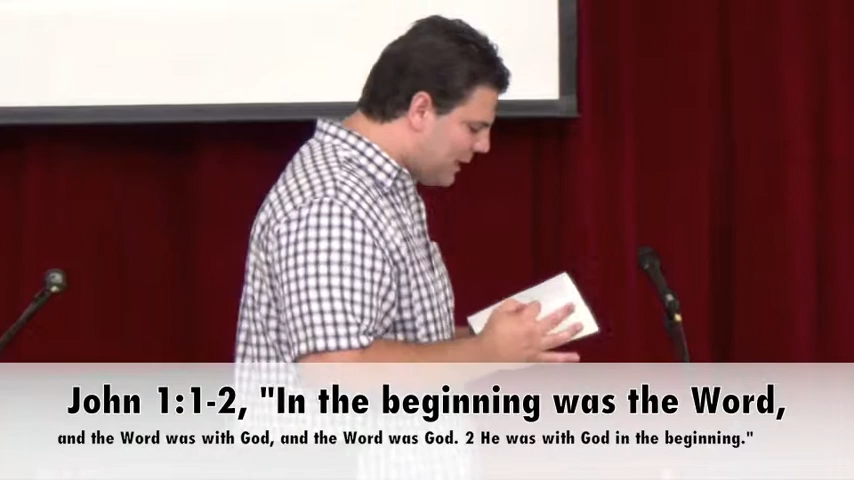 John 1:1-2, "In the beginning was the Word,
and the Word was with God, and the Word was God. 2 He was with God in the beginning."